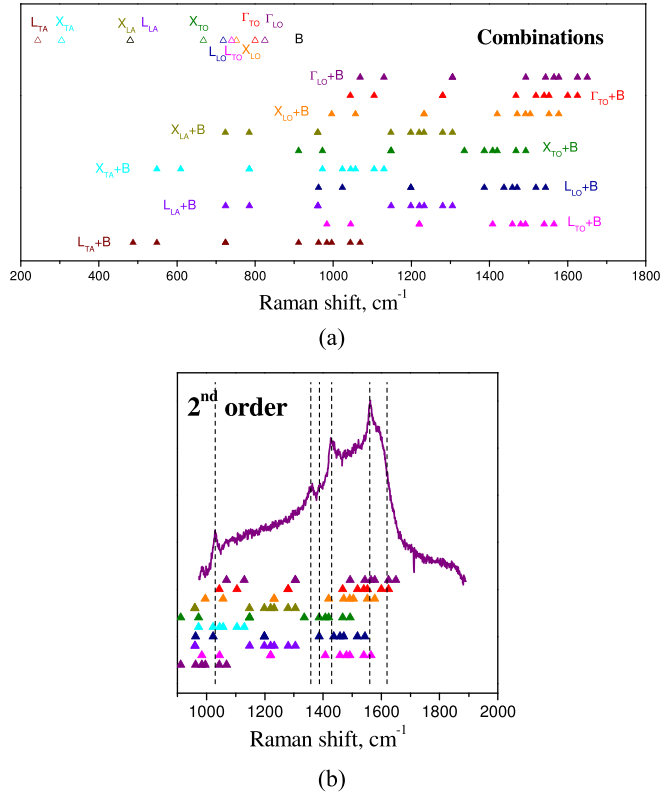 L_TA X_TA X_LA L_LA X_TO Γ_TO Γ_LO
L_LO L_TO X_LO B
Combinations
Γ_LO+B
Γ_TO+B
X_LO+B
X_LA+B
X_TO+B
X_TA+B
L_LO+B
L_LA+B
L_TO+B
L_TA+B
200 400 600 800 1000 1200 1400 1600 1800
Raman shift, cm⁻¹
(a)
2ⁿᵈ order
1000 1200 1400 1600 1800 2000
Raman shift, cm⁻¹
(b)